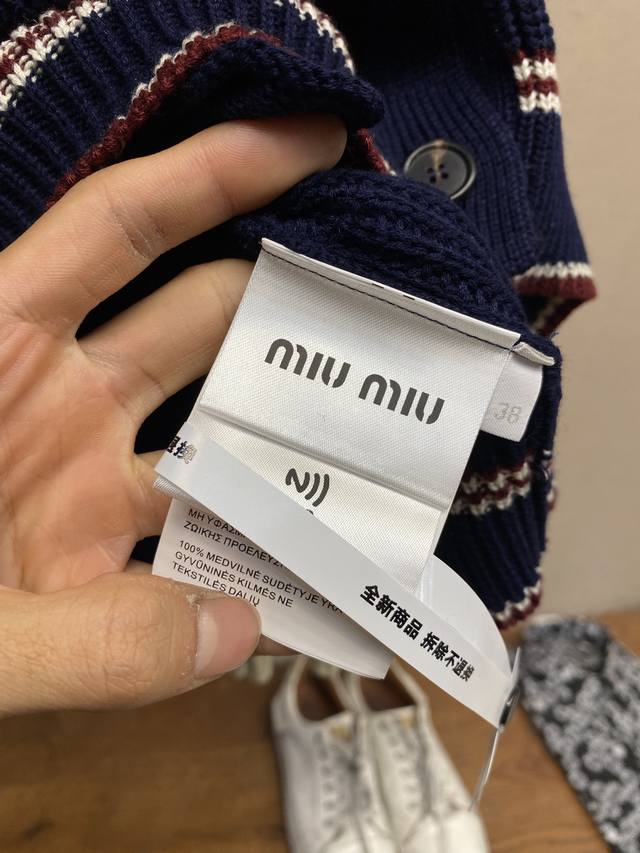 miu miu
38
ΜΗ ΥΦΑΣΜ
ΖΩΙΚΗΣ ΠΡΟΕΛΕΥΣ
100% MEDVILNĖ SUDĖTYJE YRA
GYVŪNINĖS KILMĖS NE
TEKSTILĖS DALIŲ
全新商品 拆除不退换